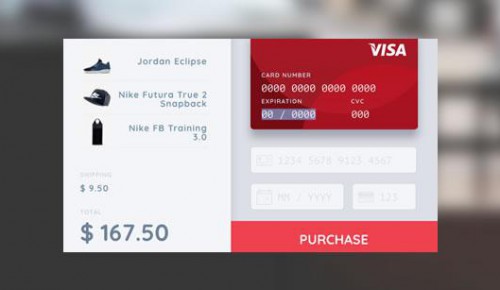 Jordan Eclipse
Nike Futura True 2
Snapback
Nike FB Training
3.0
SHIPPING
$ 9.50
TOTAL
$ 167.50
VISA
CARD NUMBER
0000 0000 0000 0000
EXPIRATION CVC
00 / 0000 000
1234 5678 9123 4567
MM / YYYY 123
PURCHASE